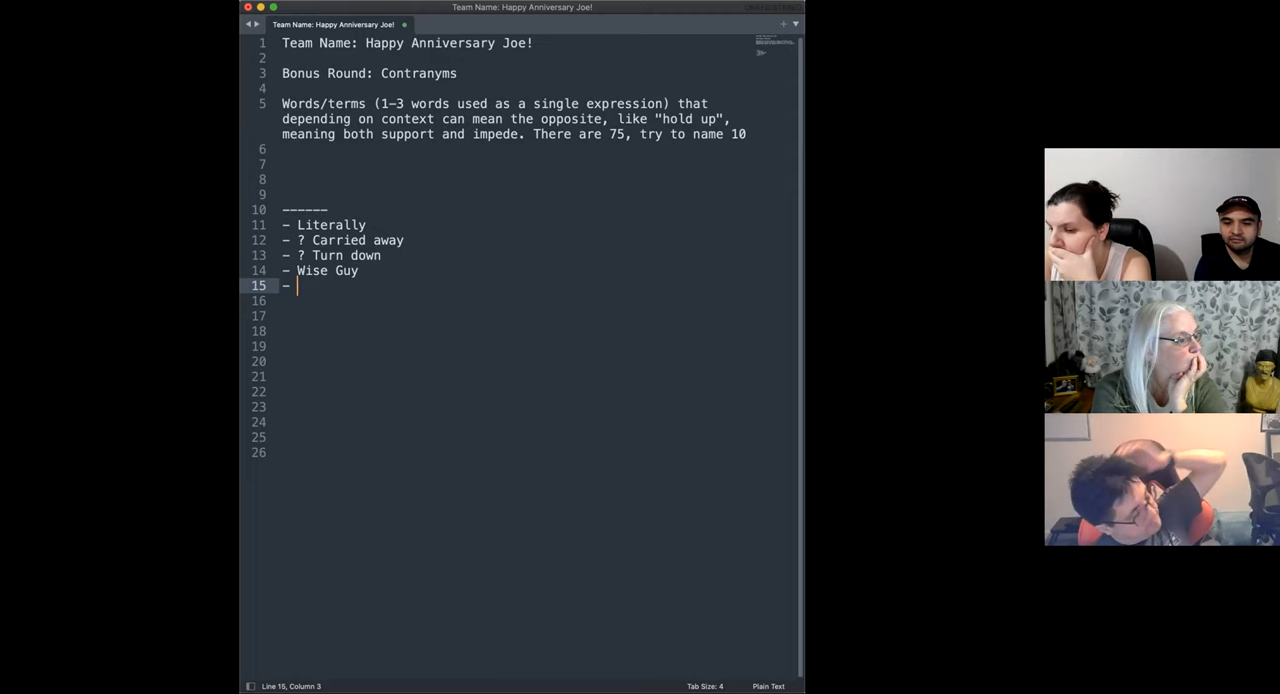 Team Name: Happy Anniversary Joe!
UNREGISTERED
Team Name: Happy Anniversary Joe!
1 Team Name: Happy Anniversary Joe!
2
3 Bonus Round: Contranyms
4
5 Words/terms (1-3 words used as a single expression) that
depending on context can mean the opposite, like "hold up",
meaning both support and impede. There are 75, try to name 10
6
7
8
9
10 ------
11 - Literally
12 - ? Carried away
13 - ? Turn down
14 - Wise Guy
15 -
16
17
18
19
20
21
22
23
24
25
26
Line 15, Column 3
Tab Size: 4
Plain Text